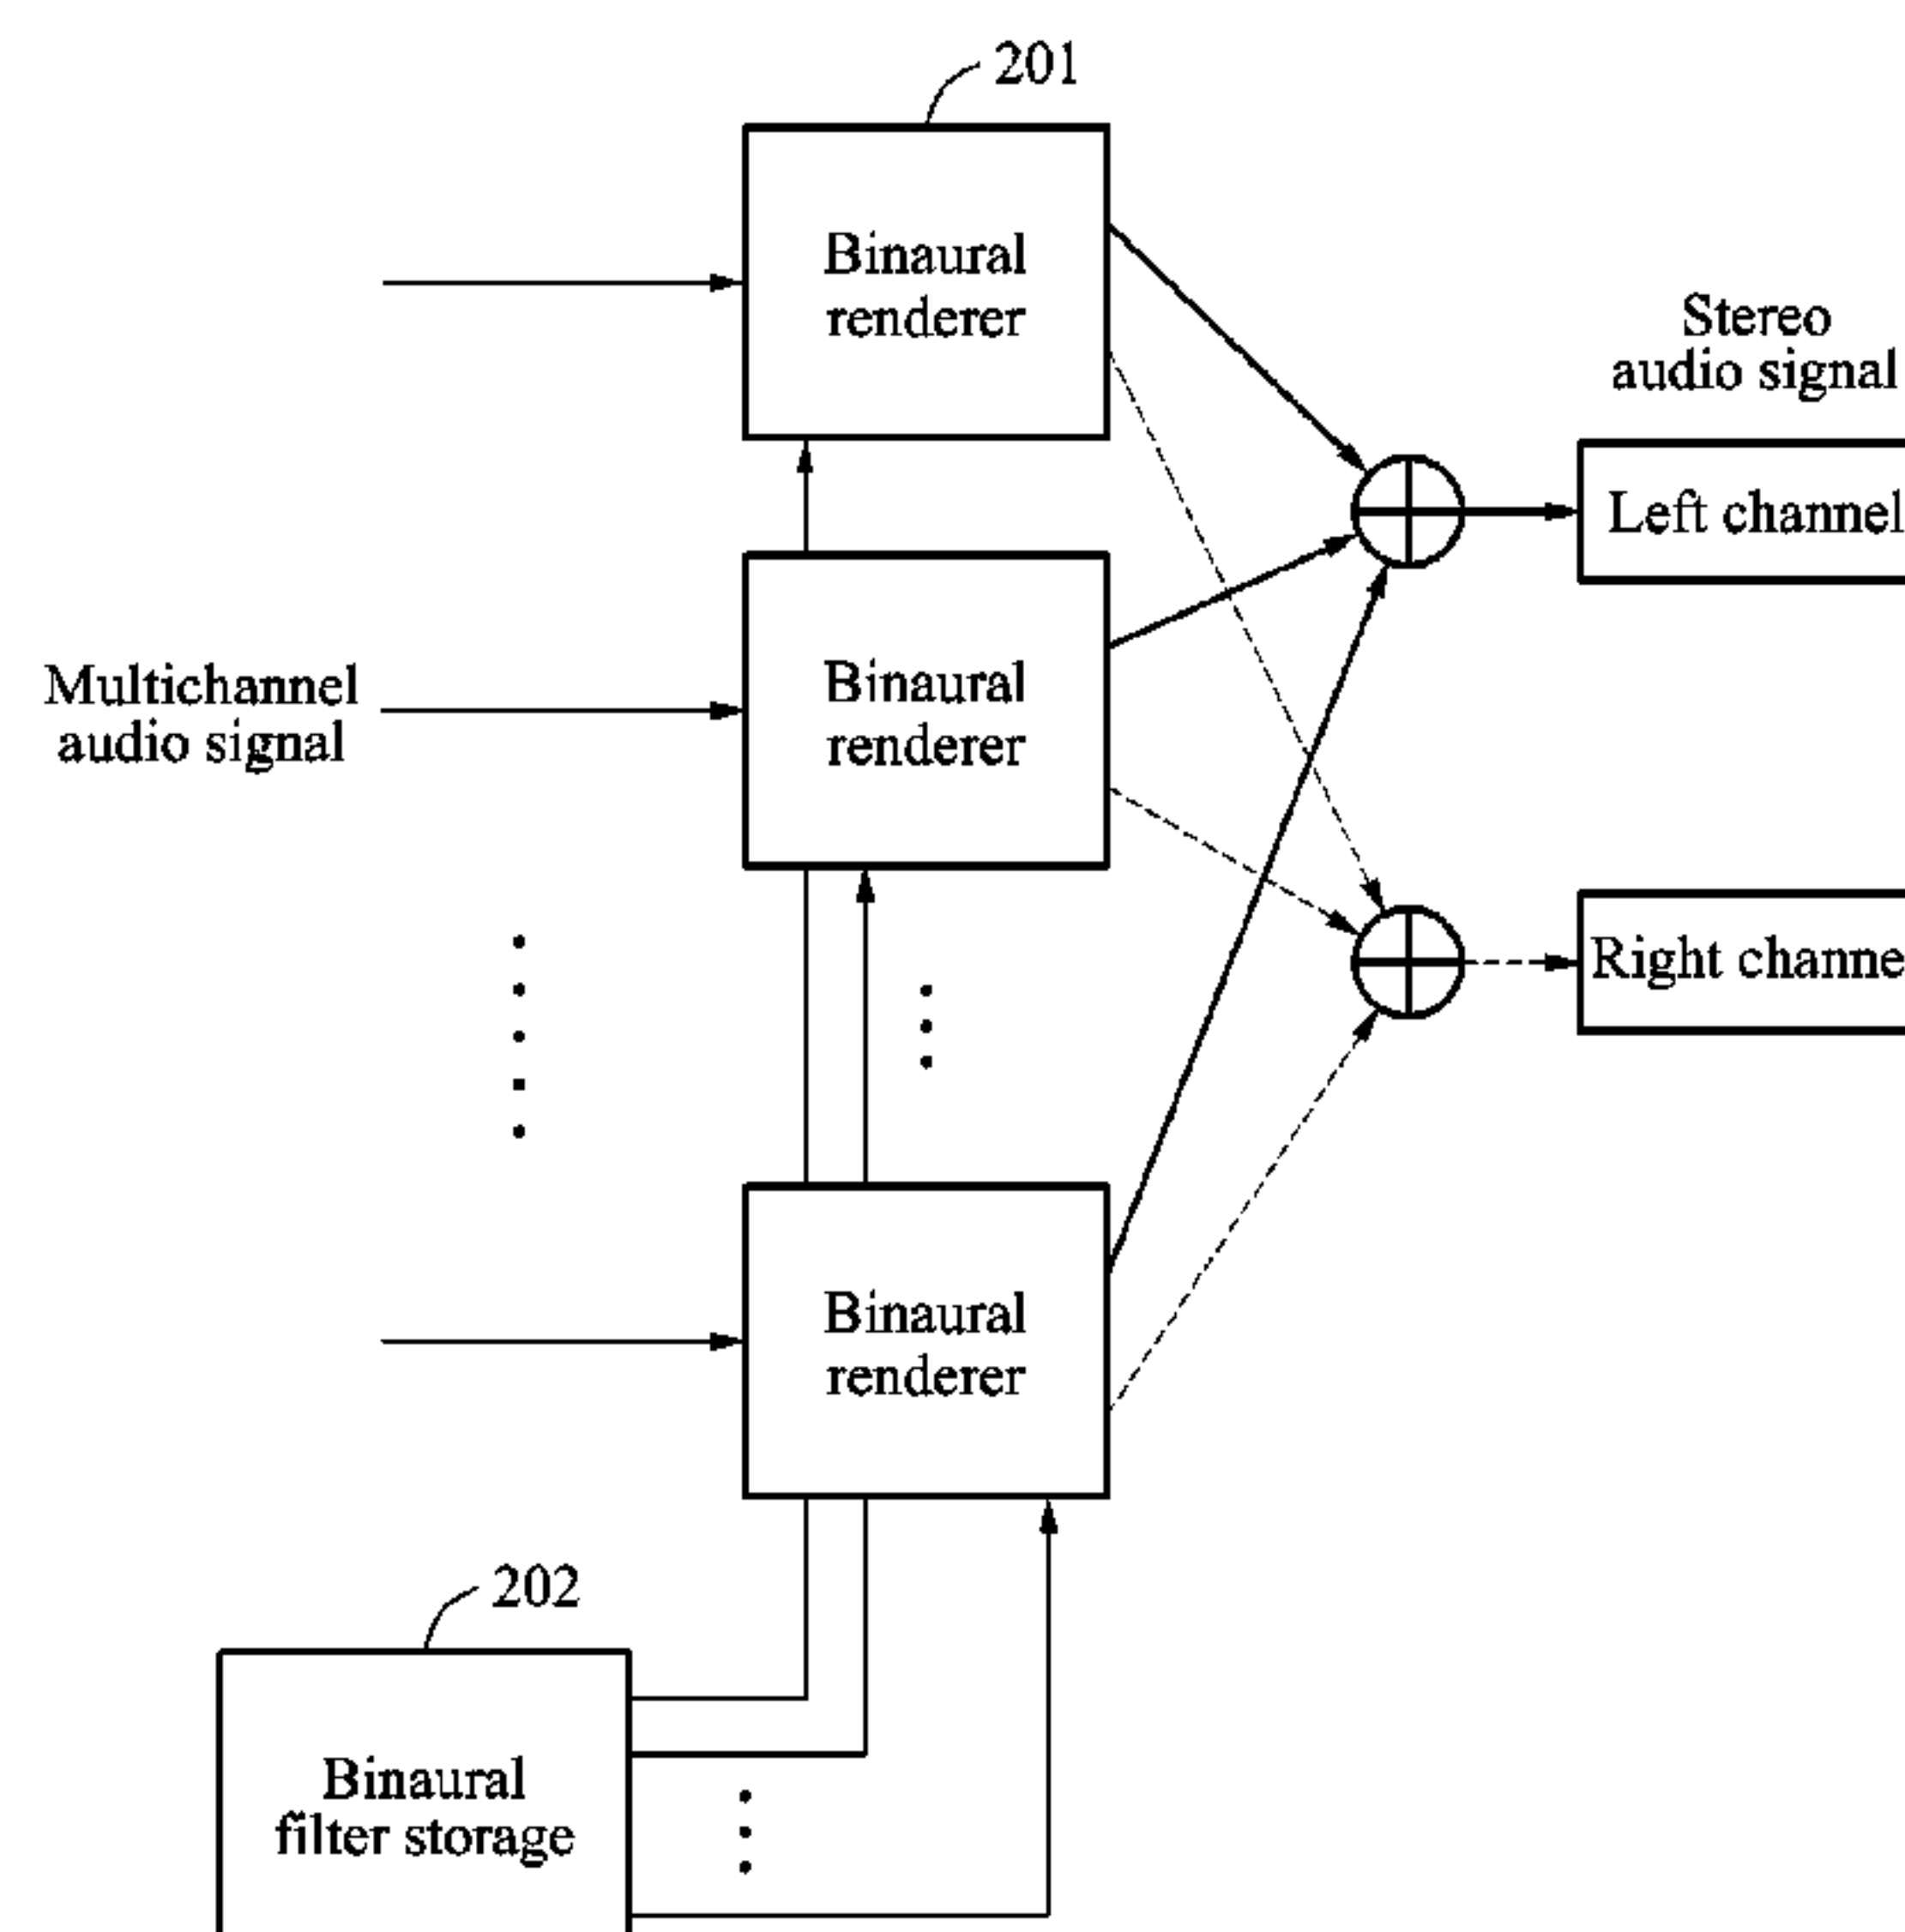 201
Binaural
renderer
Stereo
audio signal
Left channel
Multichannel
audio signal
Binaural
renderer
Right channe
Binaural
renderer
202
Binaural
filter storage